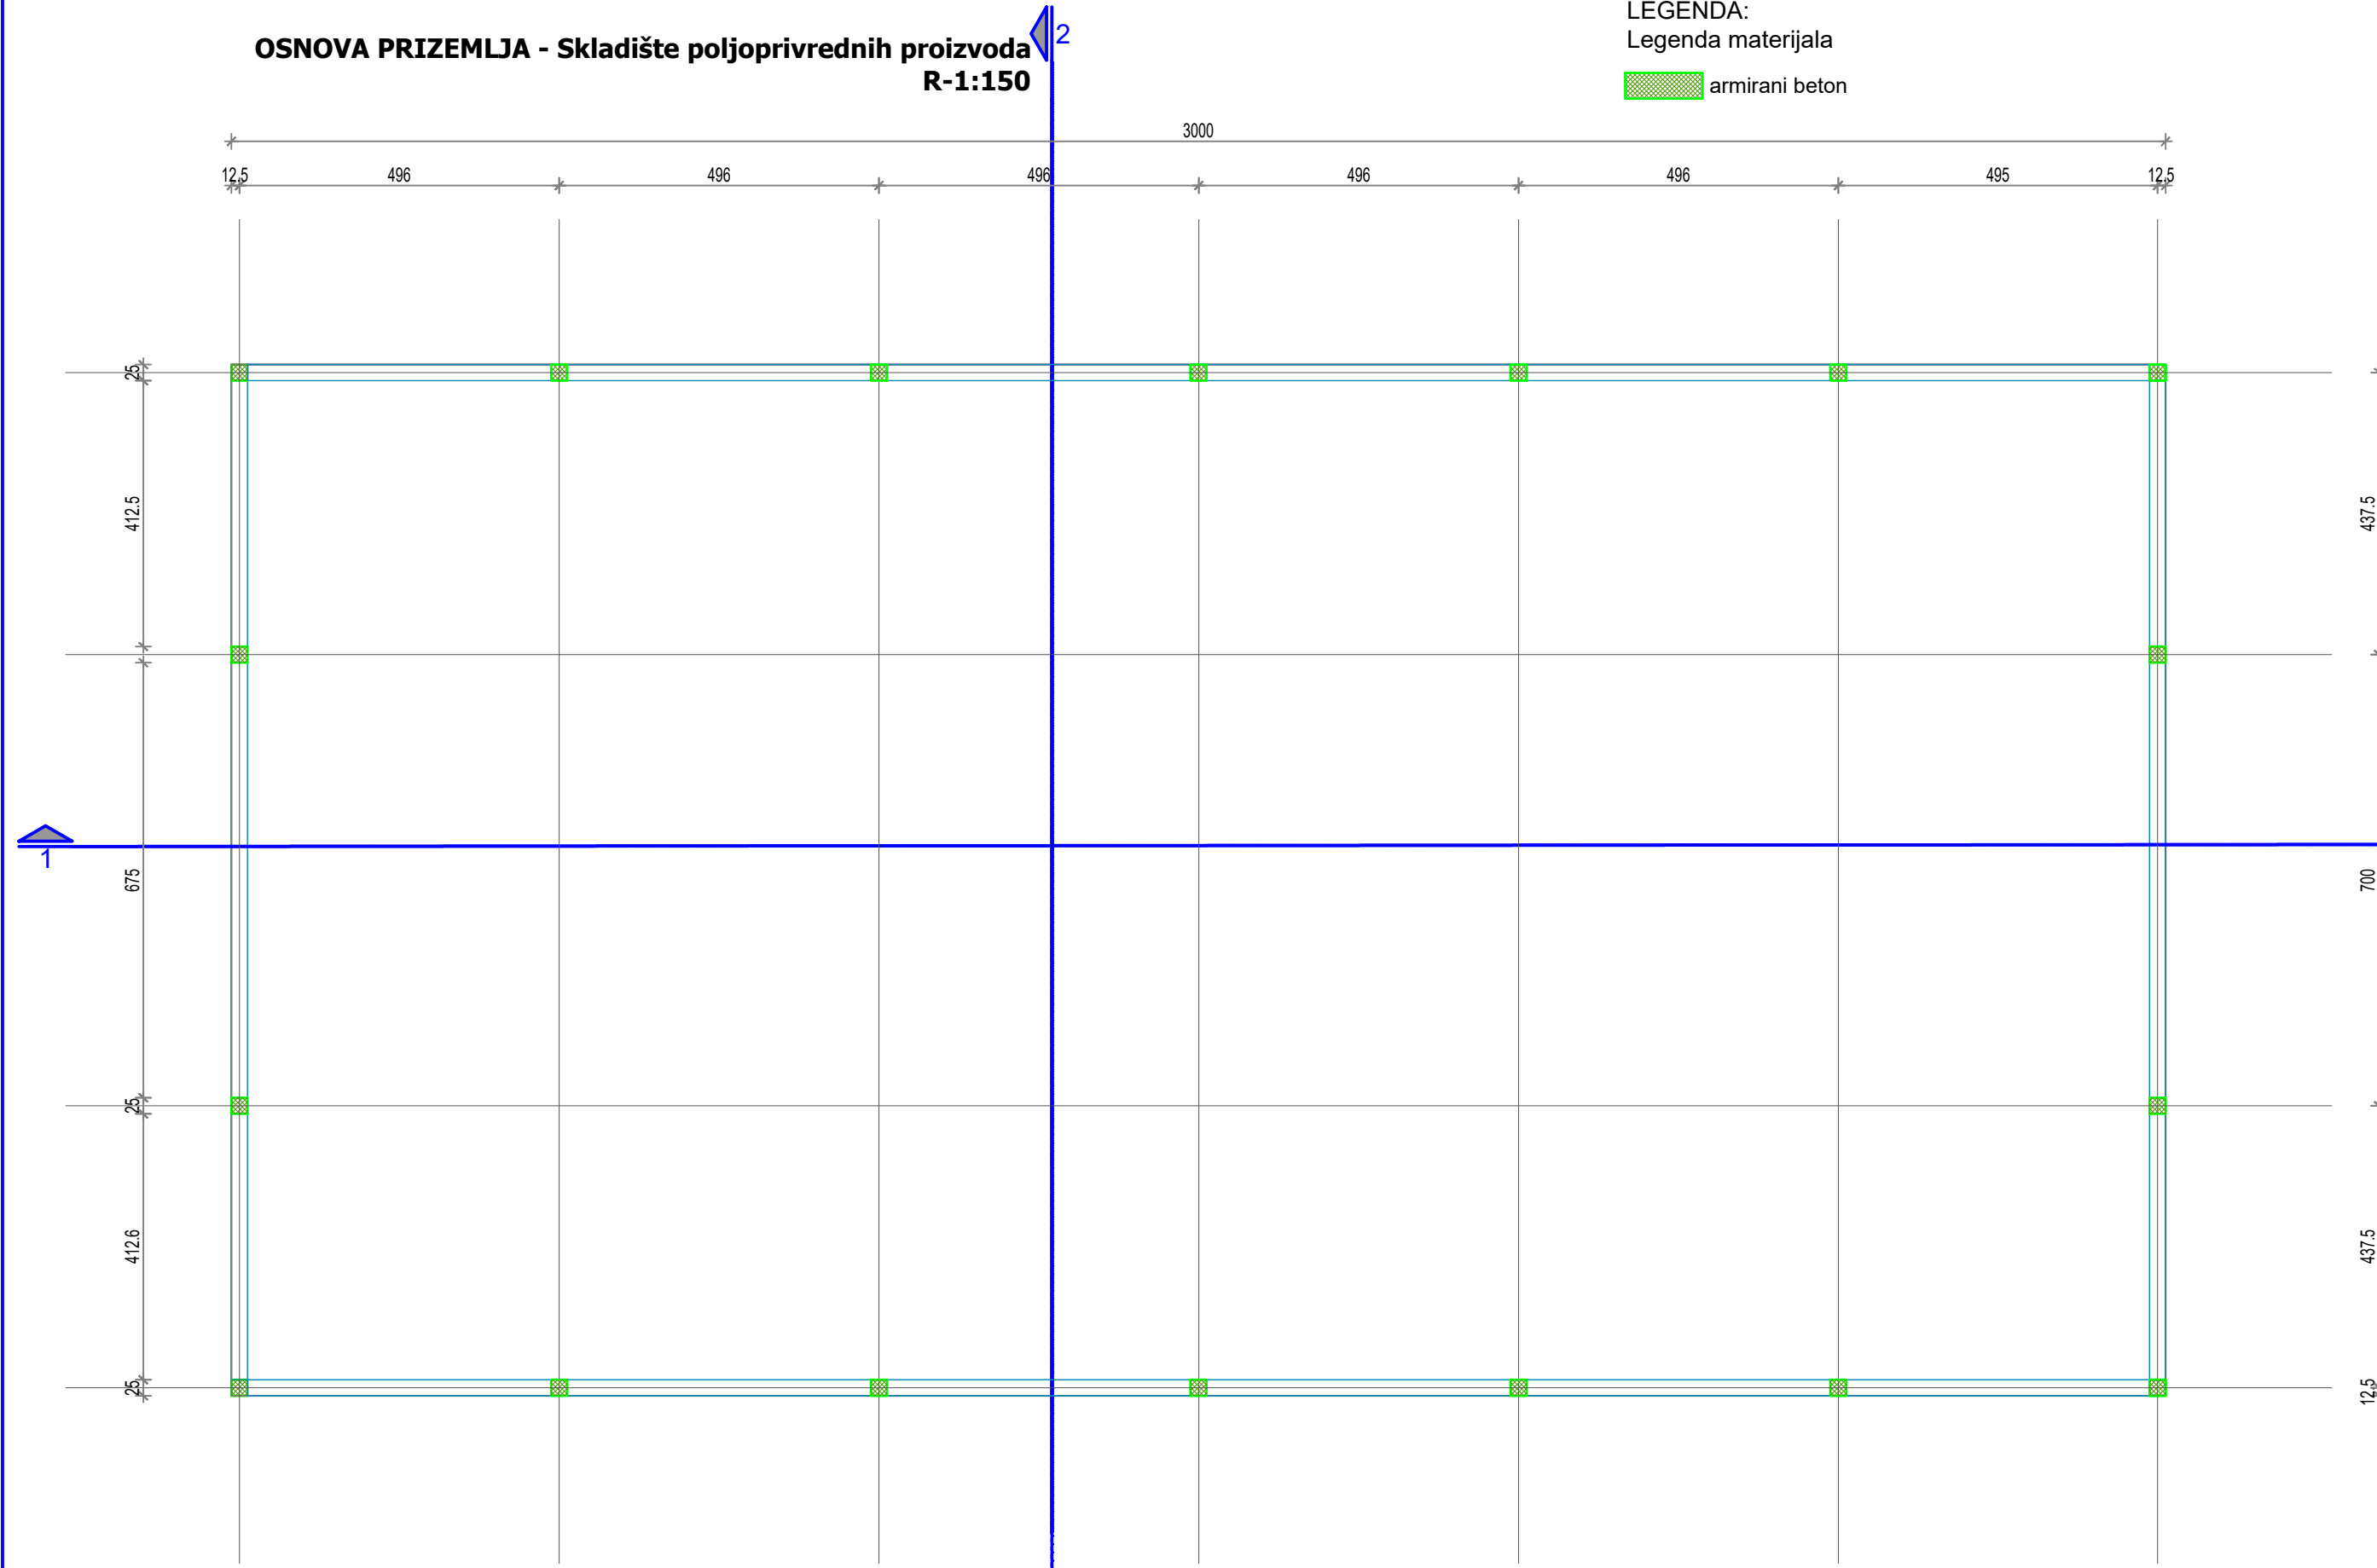 LEGENDA:
Legenda materijala
armirani beton
OSNOVA PRIZEMLJA - Skladište poljoprivrednih proizvoda
R-1:150
2
3000
12.5 496 496 496 496 496 495 12.5
25
412.5
675
25
412.6
25
1
437.5
700
437.5
12.5